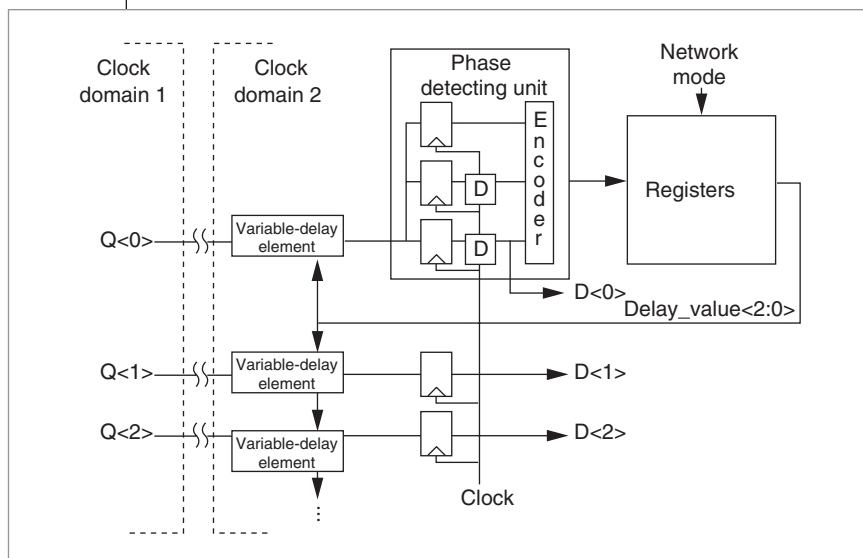 Clock
domain 1
Clock
domain 2
Phase
detecting unit
Encoder
D
D
Network
mode
Registers
Q<0>
Variable-delay
element
D<0>
Delay_value<2:0>
Q<1>
Variable-delay
element
D<1>
Q<2>
Variable-delay
element
D<2>
Clock
...